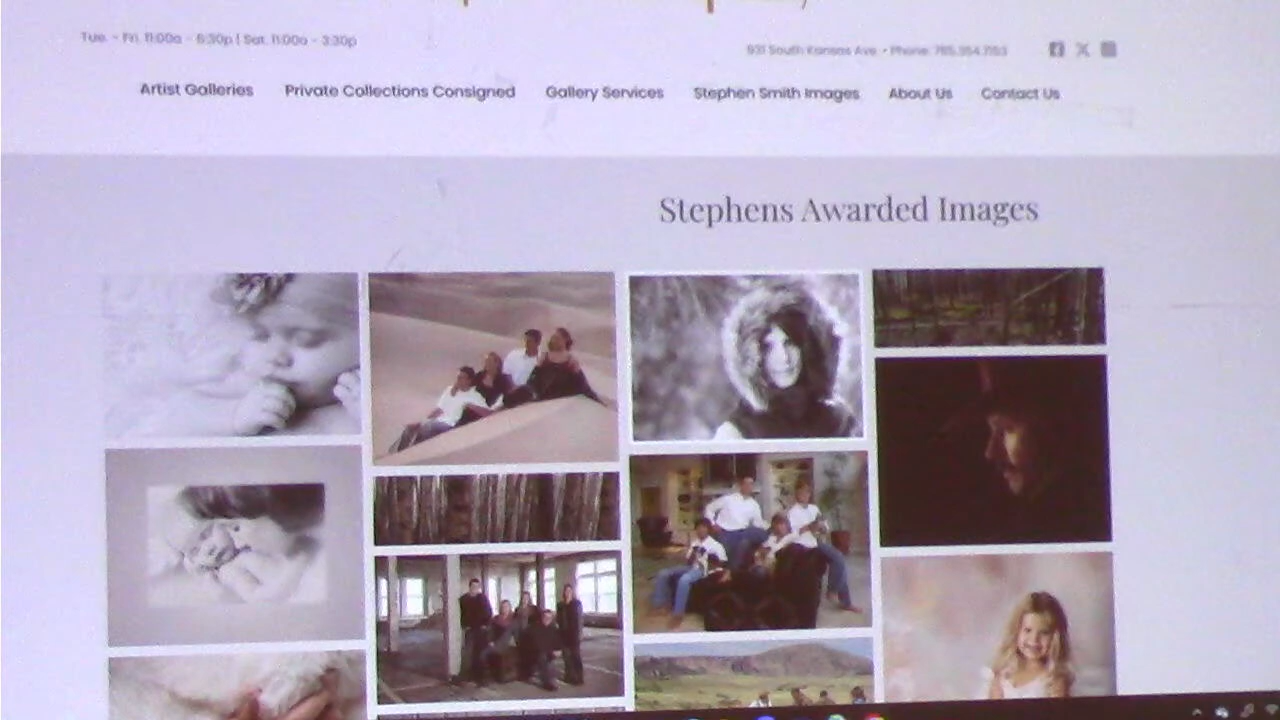 Tue. - Fri. 11:00a - 5:30p | Sat. 11:00a - 3:30p
931 South Kansas Ave. • Phone: 785.354.7153
Artist Galleries Private Collections Consigned Gallery Services Stephen Smith Images About Us Contact Us
Stephens Awarded Images